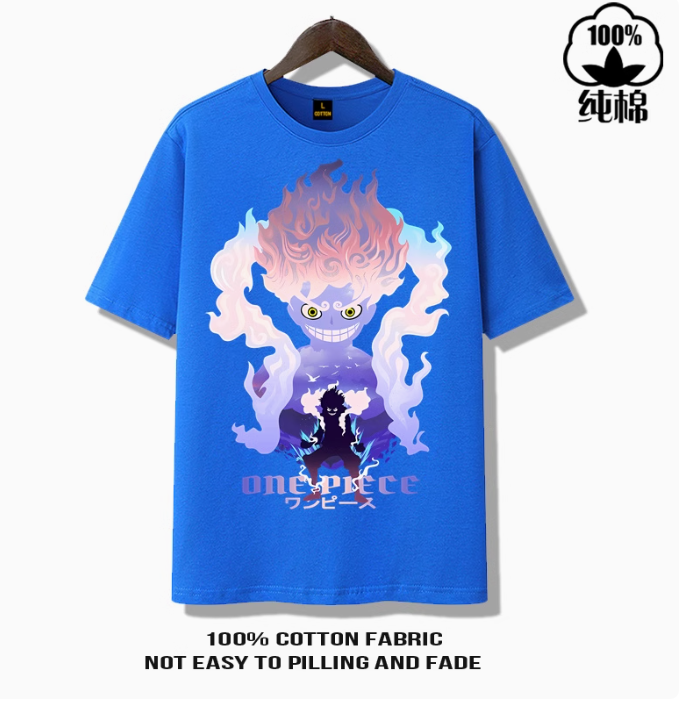 100%
纯棉
L
COTTON
ONE PIECE
ワンピース
100% COTTON FABRIC
NOT EASY TO PILLING AND FADE